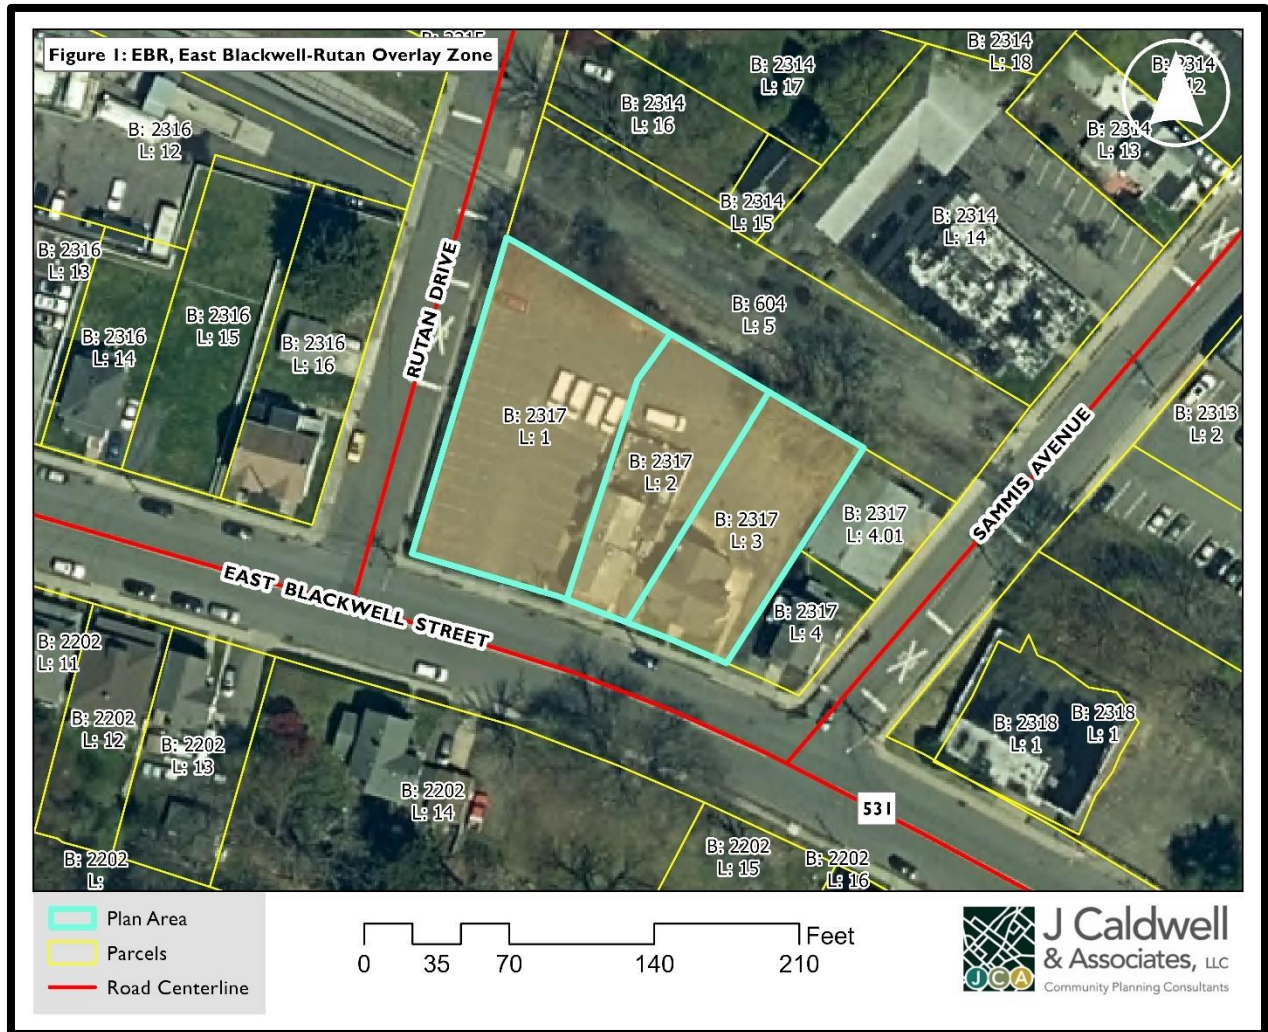 Figure 1: EBR, East Blackwell-Rutan Overlay Zone
B: 2314
L: 18
B: 2314
L: 17
B: 2314
L: 16
B: 2314
L: 13
B: 2316
L: 12
B: 2314
L: 15
B: 2314
L: 14
B: 2316
L: 13
RUTAN DRIVE
B: 604
L: 5
B: 2316
L: 15
B: 2316
L: 14
B: 2316
L: 16
B: 2317
L: 1
B: 2313
L: 2
B: 2317
L: 2
SAMMIS AVENUE
B: 2317
L: 3
B: 2317
L: 4.01
EAST BLACKWELL STREET
B: 2317
L: 4
B: 2202
L: 11
B: 2202
L: 12
B: 2202
L: 13
B: 2318
L: 1
B: 2318
L: 1
B: 2202
L: 14
531
B: 2202
L: 15
B: 2202
L: 16
B: 2202
L:
Plan Area
Parcels
Road Centerline
0 35 70 140 210
Feet
J Caldwell
& Associates, LLC
JCA
Community Planning Consultants